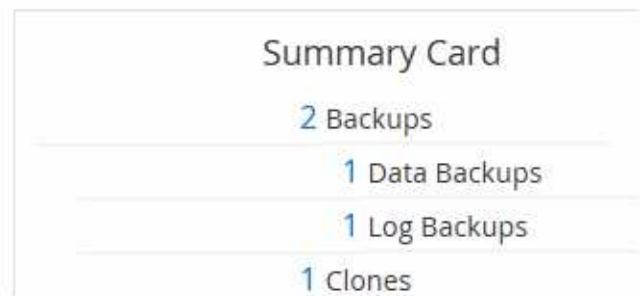 Summary Card
2 Backups
1 Data Backups
1 Log Backups
1 Clones